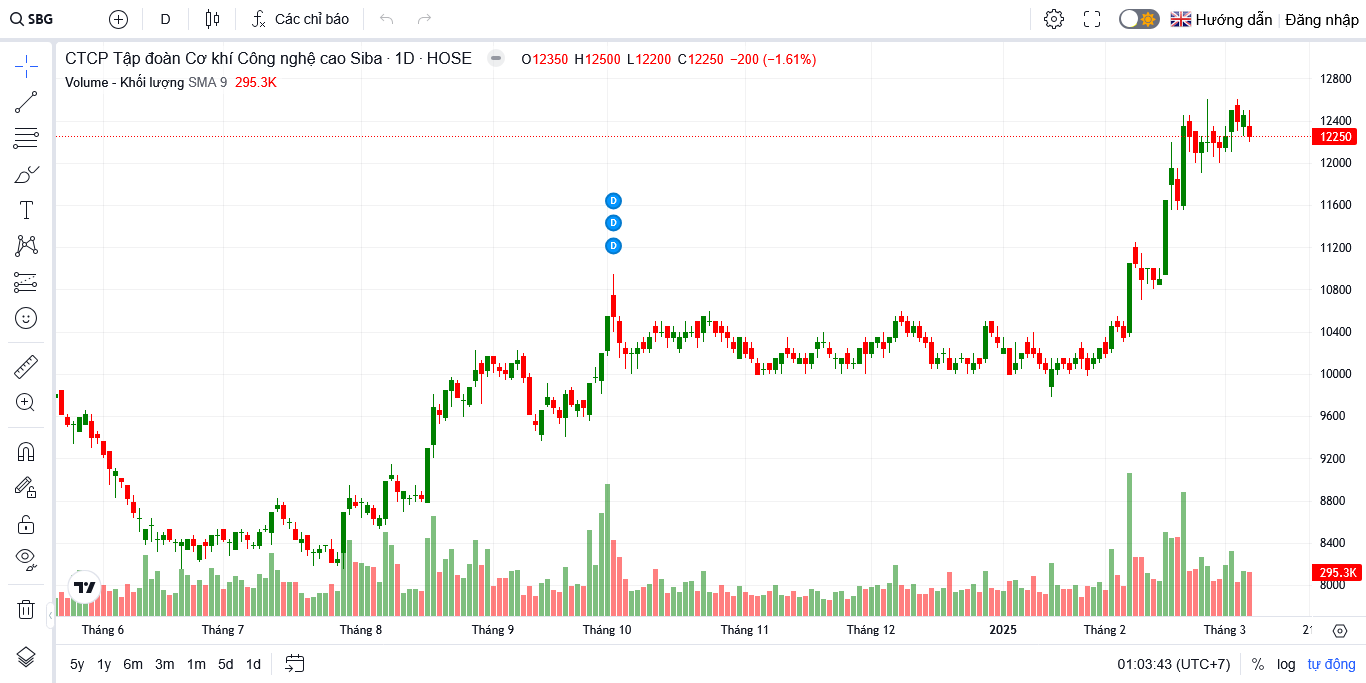 SBG D Các chỉ báo Hướng dẫn Đăng nhập
CTCP Tập đoàn Cơ khí Công nghệ cao Siba · 1D · HOSE O12350 H12500 L12200 C12250 −200 (−1.61%)
Volume - Khối lượng SMA 9 295.3K
12800
12400
12250
12000
11600
D
11200
D
D
10800
10400
10000
9600
9200
8800
8400
295.3K
8000
Tháng 6 Tháng 7 Tháng 8 Tháng 9 Tháng 10 Tháng 11 Tháng 12 2025 Tháng 2 Tháng 3
5y 1y 6m 3m 1m 5d 1d 01:03:43 (UTC+7) % log tự động